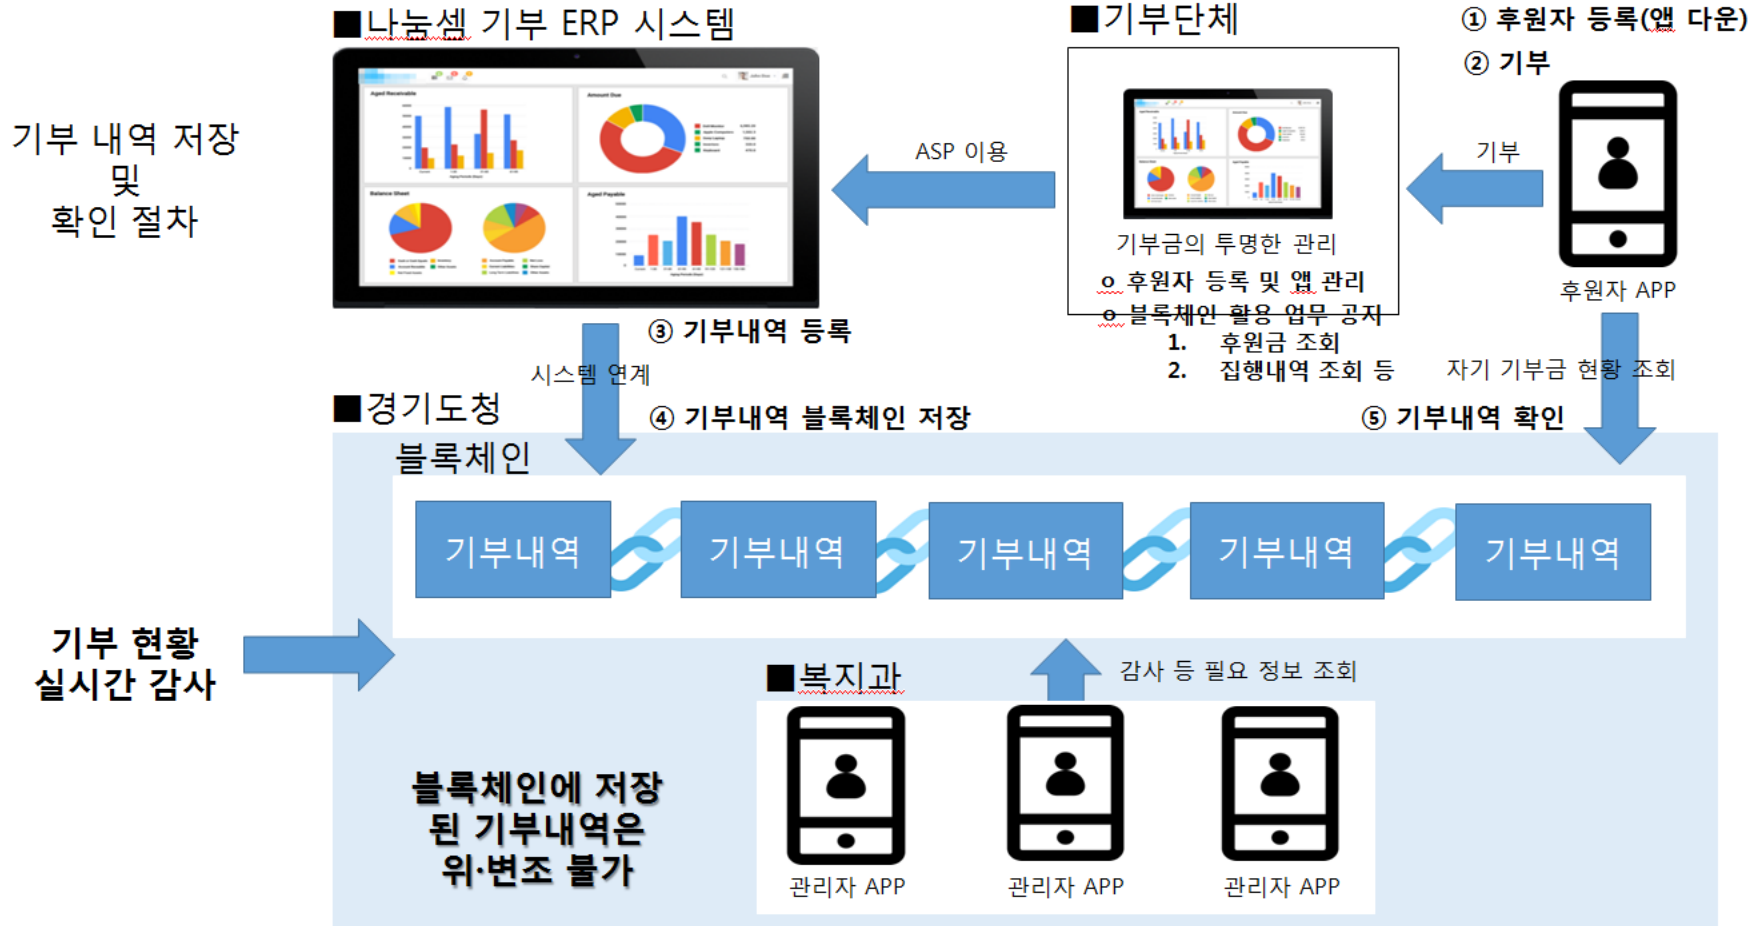 ■나눔셈 기부 ERP 시스템
■기부단체
① 후원자 등록(앱 다운)
② 기부
기부 내역 저장
및
확인 절차
Aged Receivable
Amount Due
Balance Sheet
Aged Payable
ASP 이용
기부
기부금의 투명한 관리
o 후원자 등록 및 앱 관리
o 블록체인 활용 업무 공지
1. 후원금 조회
2. 집행내역 조회 등
후원자 APP
③ 기부내역 등록
시스템 연계
자기 기부금 현황 조회
■경기도청
④ 기부내역 블록체인 저장
⑤ 기부내역 확인
블록체인
기부내역
기부내역
기부내역
기부내역
기부내역
기부 현황
실시간 감사
■복지과
감사 등 필요 정보 조회
블록체인에 저장
된 기부내역은
위·변조 불가
관리자 APP
관리자 APP
관리자 APP